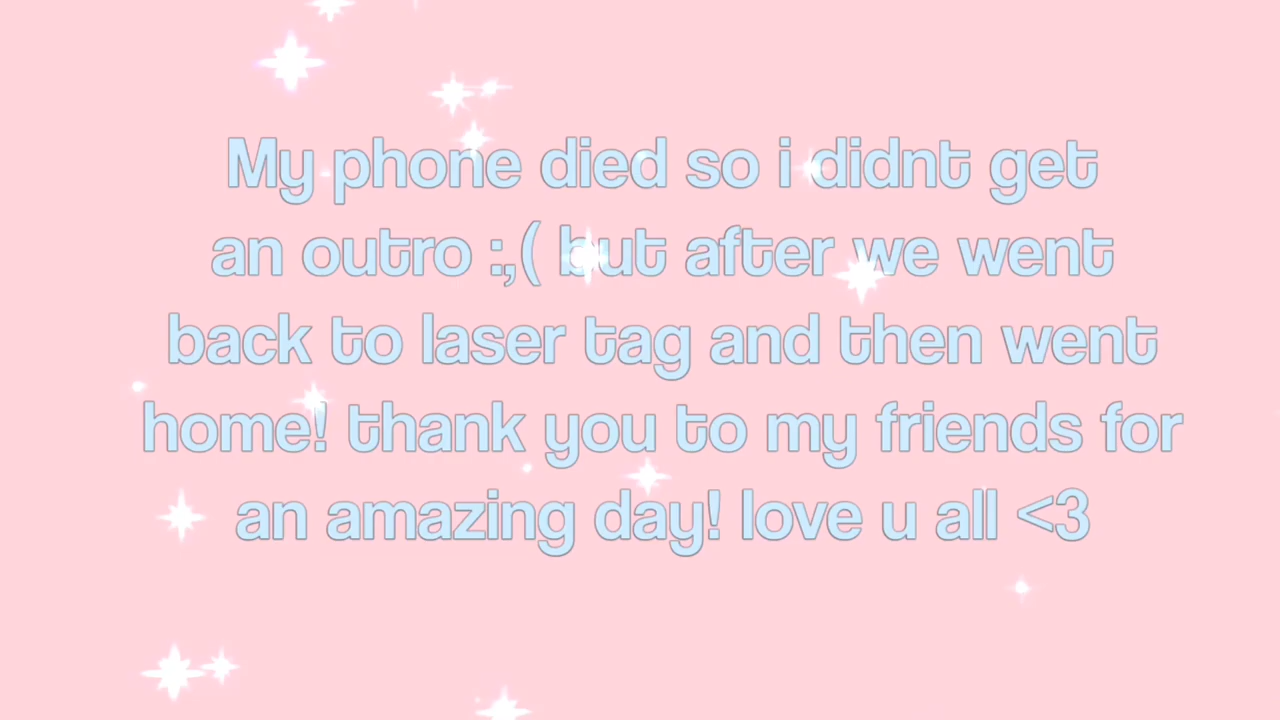 My phone died so i didnt get
an outro :,( but after we went
back to laser tag and then went
home! thank you to my friends for
an amazing day! love u all <3